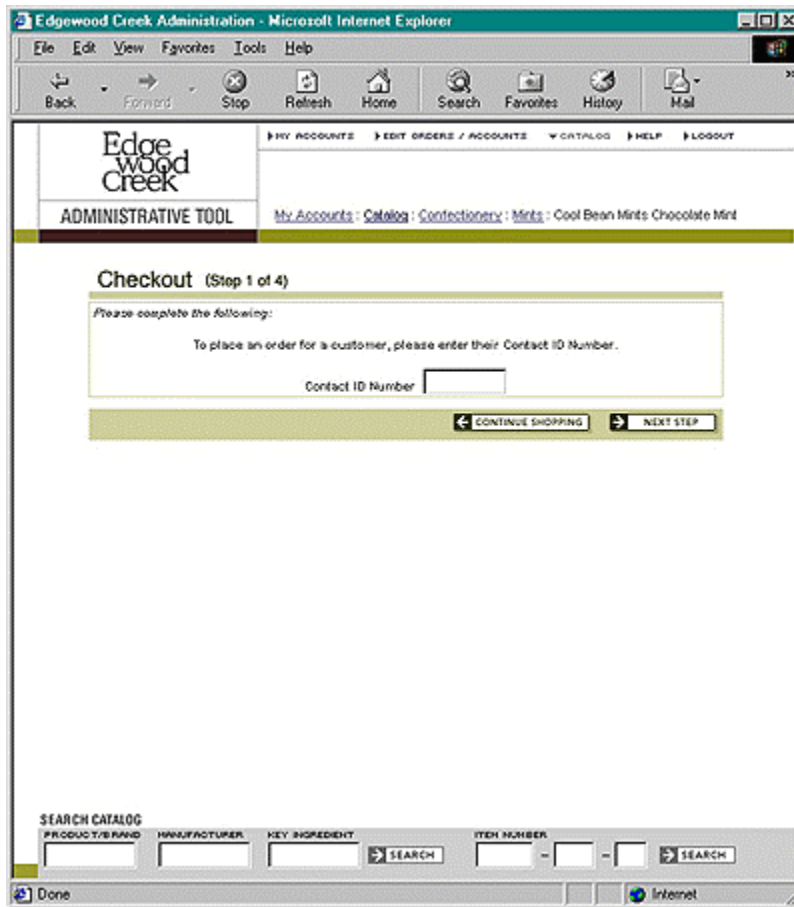 Edgewood Creek Administration - Microsoft Internet Explorer
File Edit View Favorites Tools Help
Back Forward Stop Refresh Home Search Favorites History Mail
MY ACCOUNTS EDIT ORDERS / ACCOUNTS CATALOG HELP LOGOUT
Edge
wood
Creek
ADMINISTRATIVE TOOL
My Accounts : Catalog : Confectionery : Mints : Cool Bean Mints Chocolate Mint
Checkout (Step 1 of 4)
Please complete the following:
To place an order for a customer, please enter their Contact ID Number.
Contact ID Number
CONTINUE SHOPPING NEXT STEP
SEARCH CATALOG
PRODUCT/BRAND MANUFACTURER KEY INGREDIENT ITEM NUMBER
SEARCH – – SEARCH
Done Internet